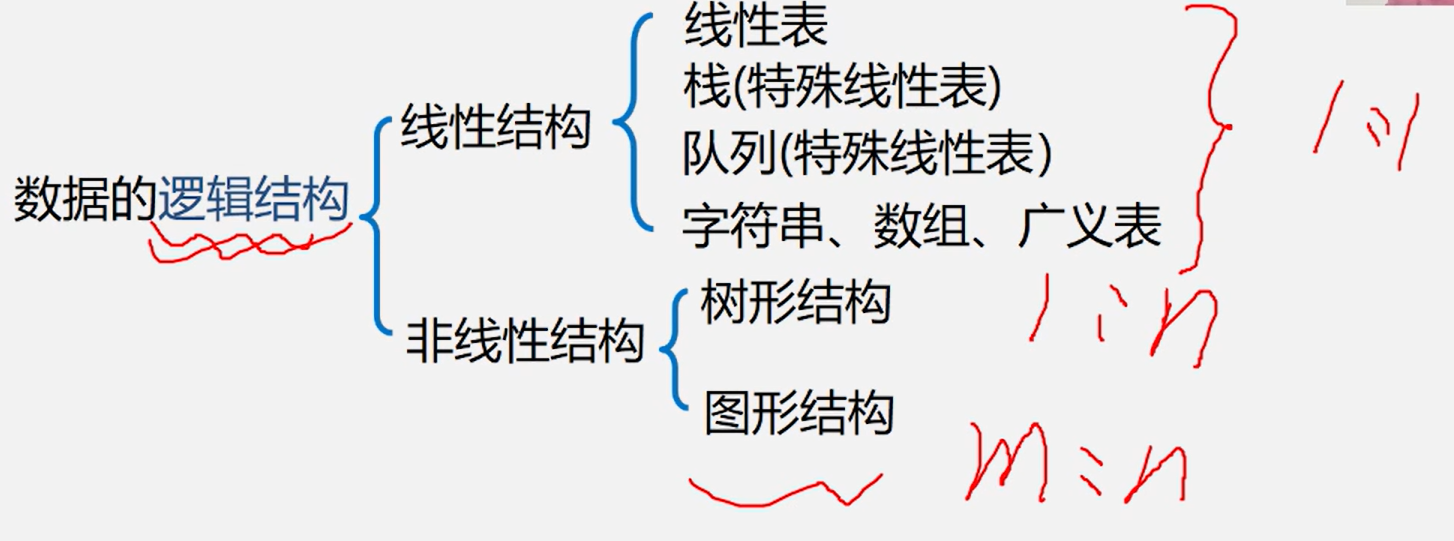 线性表
栈(特殊线性表)
线性结构
队列(特殊线性表)
1:1
数据的逻辑结构
字符串、数组、广义表
树形结构
1:n
非线性结构
图形结构
m:n